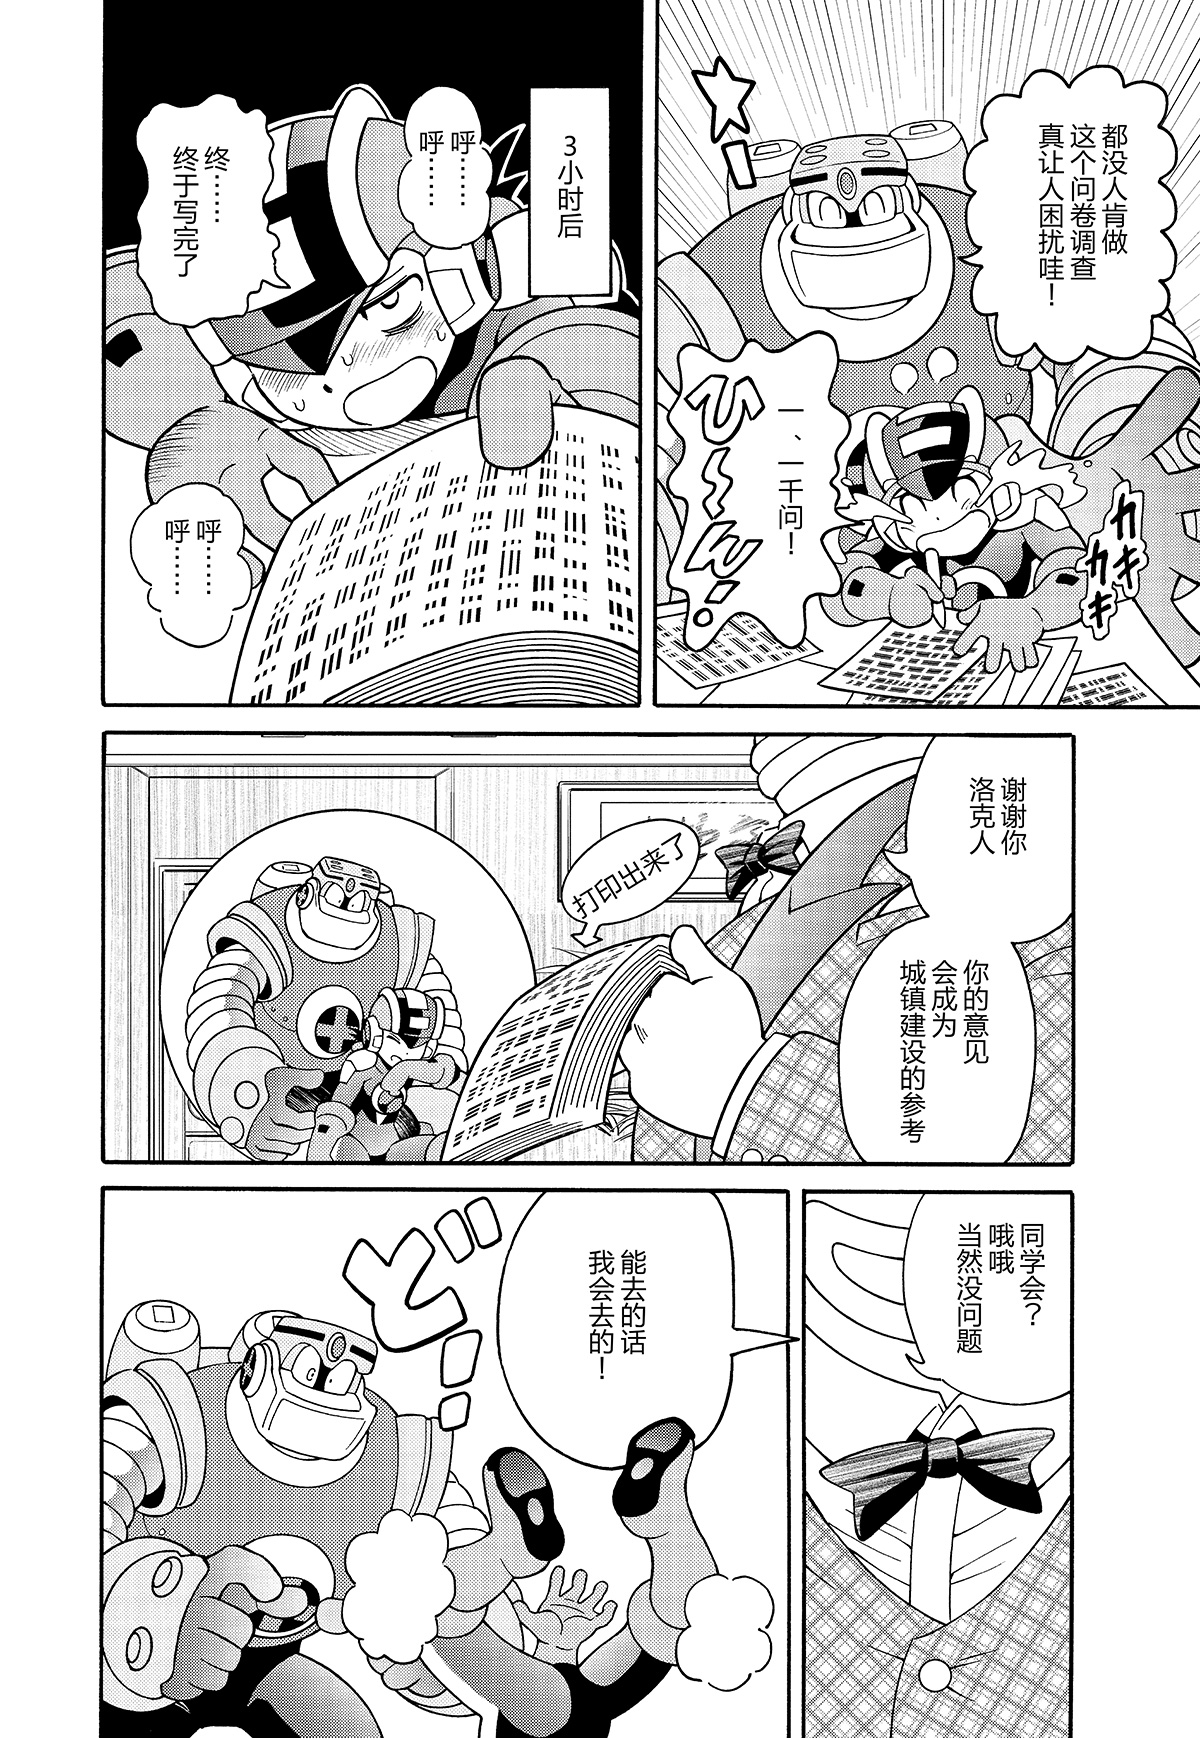 都没人肯做
这个问卷调查
真让人困扰哇！
一、一千问！
ひ～ん！
カキ
カキ
3小时后
呼……
呼……
终……
终于写完了
呼……
呼……
谢谢你
洛克人
你的意见
会成为
城镇建设的参考
打印出来了
同学会？
哦哦
当然没问题
能去的话
我会去的！
ど…!